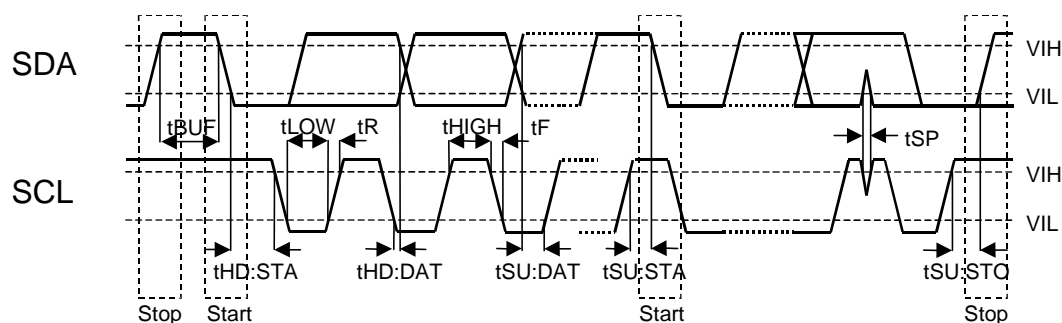 SDA
VIH
VIL
tBUF
tLOW
tR
tHIGH
tF
tSP
SCL
VIH
VIL
tHD:STA
tHD:DAT
tSU:DAT
tSU:STA
tSU:STO
Stop
Start
Start
Stop